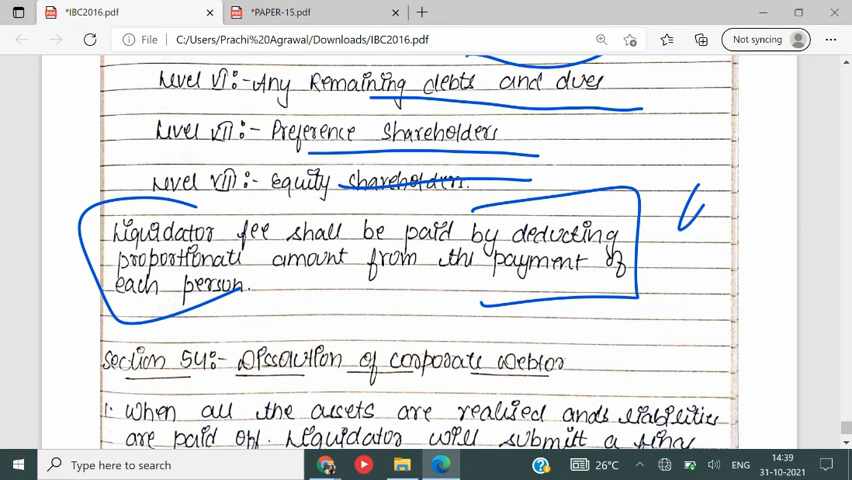 *IBC2016.pdf
*PAPER-15.pdf
File
C:/Users/Prachi%20Agrawal/Downloads/IBC2016.pdf
Not syncing
Level VI:- Any Remaining debts and dues
Level VII:- Preference Shareholders
Level VIII:- Equity Shareholders.
Liquidator fee shall be paid by deducting
proportionate amount from the payment of
each person.
Section 54:- Dissolution of corporate Debtor
1. When all the assets are realised and liabilities
are paid off. Liquidator will submit a final
Type here to search
26°C
ENG
14:39
31-10-2021